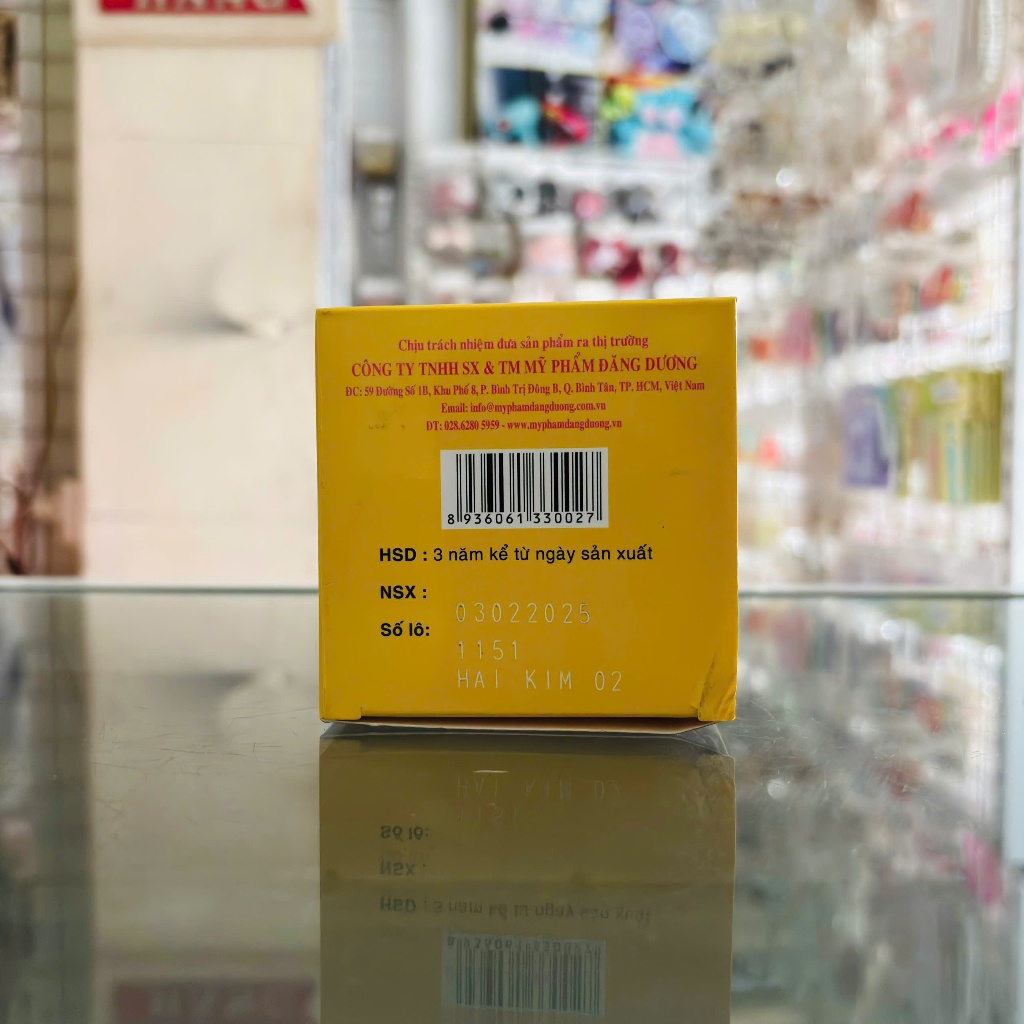 Chịu trách nhiệm đưa sản phẩm ra thị trường
CÔNG TY TNHH SX & TM MỸ PHẨM ĐĂNG DƯƠNG
ĐC: 59 Đường Số 1B, Khu Phố 8, P. Bình Trị Đông B, Q. Bình Tân, TP. HCM, Việt Nam
Email: info@myphamdangduong.com.vn
ĐT: 028.6280 5959 - www.myphamdangduong.vn
8 936061 330027
HSD : 3 năm kể từ ngày sản xuất
NSX :
03022025
Số lô:
1151
HAI KIM 02